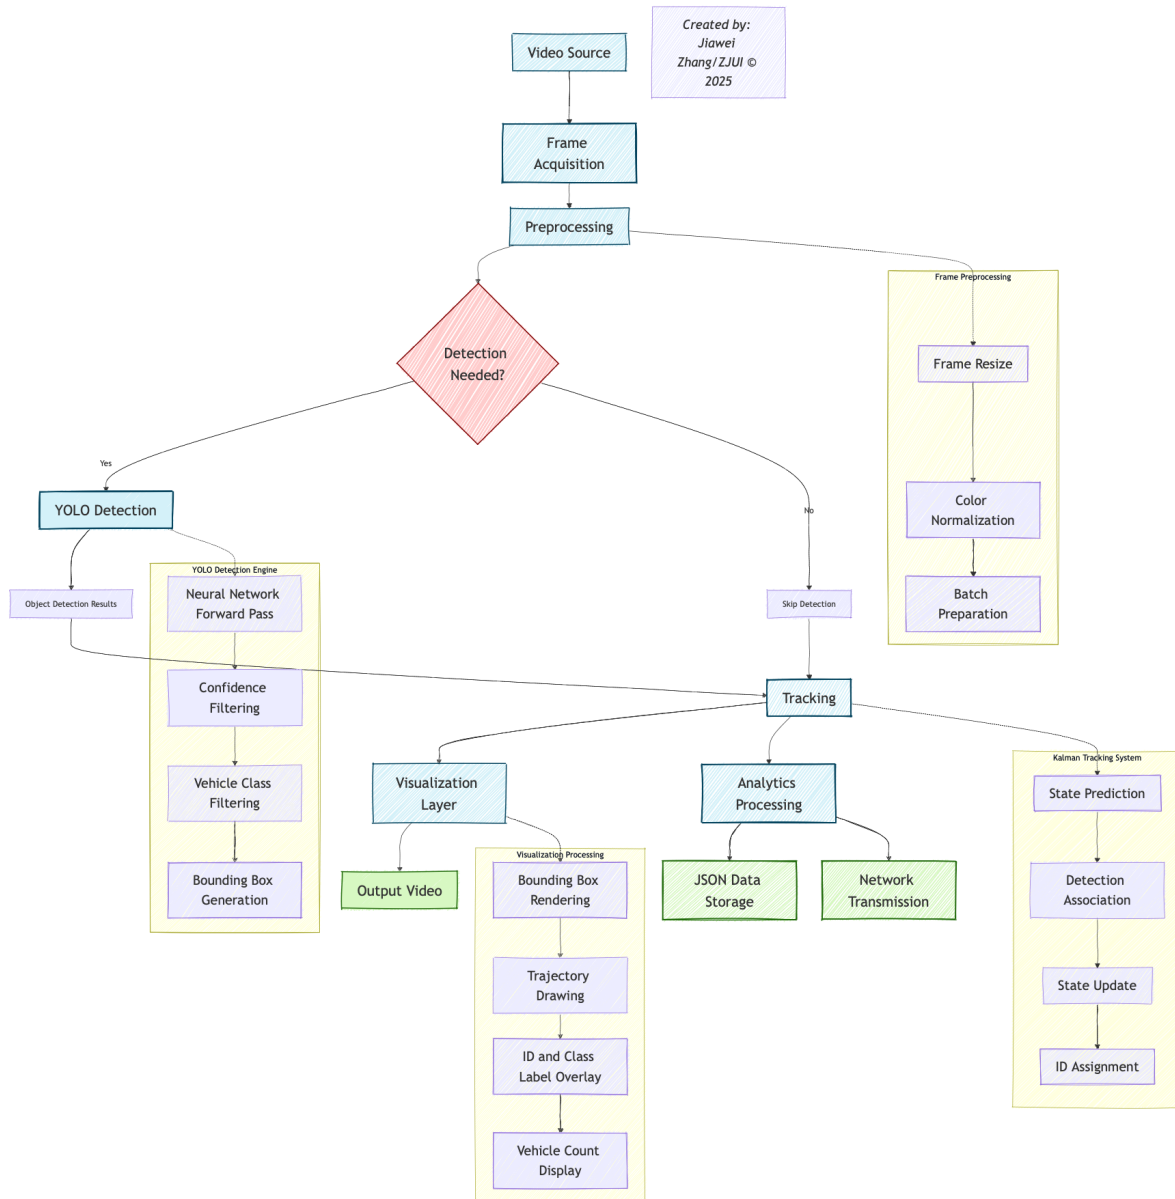 Video Source
Created by:
Jiawei
Zhang/ZJUI ©
2025
Frame
Acquisition
Preprocessing
Detection
Needed?
Frame Preprocessing
Frame Resize
Color
Normalization
Batch
Preparation
Yes
No
YOLO Detection
Object Detection Results
Skip Detection
YOLO Detection Engine
Neural Network
Forward Pass
Confidence
Filtering
Vehicle Class
Filtering
Bounding Box
Generation
Tracking
Visualization
Layer
Analytics
Processing
Kalman Tracking System
State Prediction
Detection
Association
State Update
ID Assignment
Output Video
Visualization Processing
Bounding Box
Rendering
Trajectory
Drawing
ID and Class
Label Overlay
Vehicle Count
Display
JSON Data
Storage
Network
Transmission